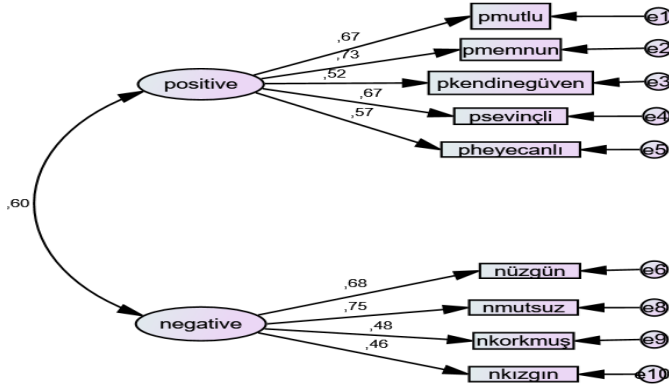 pmutlu
e1
,67
pmemnun
e2
,73
,52
pkendinegüven
e3
positive
,67
psevinçli
e4
,57
pheyecanlı
e5
,60
nüzgün
e6
,68
nmutsuz
e8
,75
negative
,48
nkorkmuş
e9
,46
nkızgın
e10